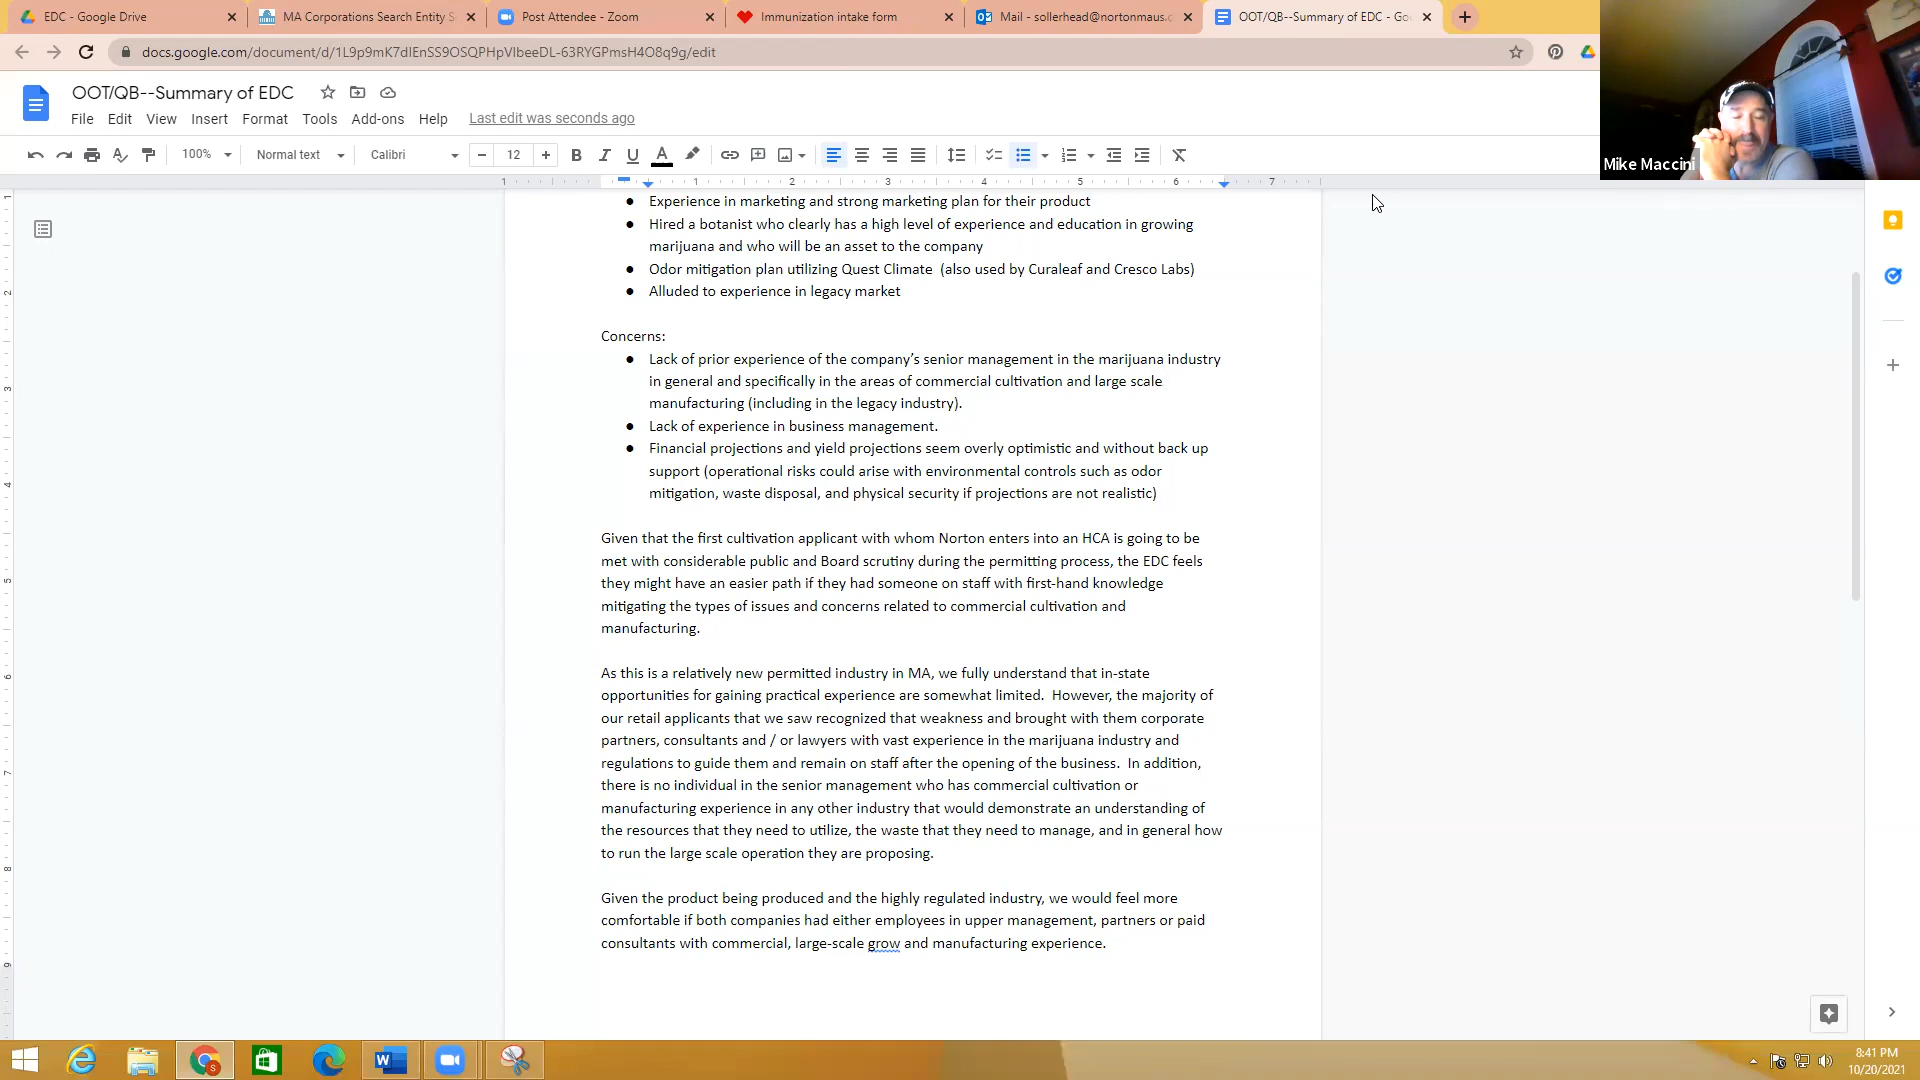 EDC - Google Drive
MA Corporations Search Entity S
Post Attendee - Zoom
Immunization intake form
Mail - sollerhead@nortonmaus.c
OOT/QB--Summary of EDC - Go
docs.google.com/document/d/1L9p9mK7dIEnSS9OSQPHpVIbeeDL-63RYGPmsH4O8q9g/edit
OOT/QB--Summary of EDC
File Edit View Insert Format Tools Add-ons Help Last edit was seconds ago
100% Normal text Calibri 12
Mike Maccini
1 1 2 3 4 5 6 7
Experience in marketing and strong marketing plan for their product
Hired a botanist who clearly has a high level of experience and education in growing
marijuana and who will be an asset to the company
Odor mitigation plan utilizing Quest Climate (also used by Curaleaf and Cresco Labs)
Alluded to experience in legacy market
Concerns:
Lack of prior experience of the company's senior management in the marijuana industry
in general and specifically in the areas of commercial cultivation and large scale
manufacturing (including in the legacy industry).
Lack of experience in business management.
Financial projections and yield projections seem overly optimistic and without back up
support (operational risks could arise with environmental controls such as odor
mitigation, waste disposal, and physical security if projections are not realistic)
Given that the first cultivation applicant with whom Norton enters into an HCA is going to be
met with considerable public and Board scrutiny during the permitting process, the EDC feels
they might have an easier path if they had someone on staff with first-hand knowledge
mitigating the types of issues and concerns related to commercial cultivation and
manufacturing.
As this is a relatively new permitted industry in MA, we fully understand that in-state
opportunities for gaining practical experience are somewhat limited. However, the majority of
our retail applicants that we saw recognized that weakness and brought with them corporate
partners, consultants and / or lawyers with vast experience in the marijuana industry and
regulations to guide them and remain on staff after the opening of the business. In addition,
there is no individual in the senior management who has commercial cultivation or
manufacturing experience in any other industry that would demonstrate an understanding of
the resources that they need to utilize, the waste that they need to manage, and in general how
to run the large scale operation they are proposing.
Given the product being produced and the highly regulated industry, we would feel more
comfortable if both companies had either employees in upper management, partners or paid
consultants with commercial, large-scale grow and manufacturing experience.
8:41 PM
10/20/2021